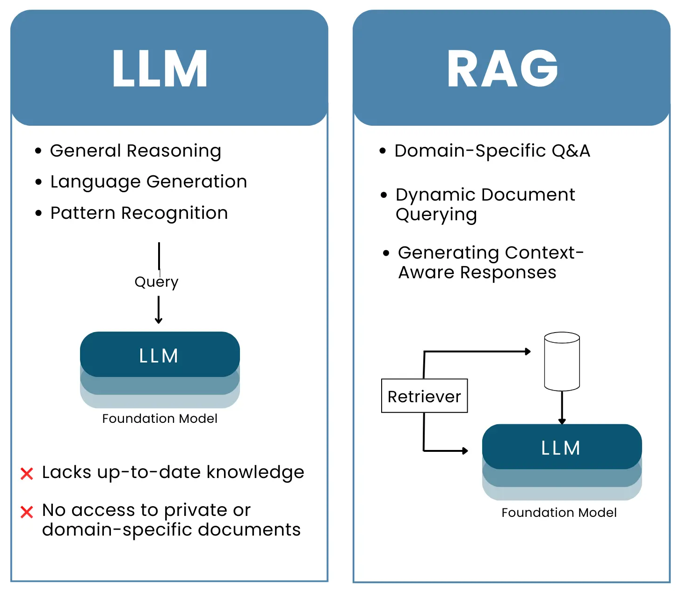 LLM
General Reasoning
Language Generation
Pattern Recognition
Query
LLM
Foundation Model
Lacks up-to-date knowledge
No access to private or
domain-specific documents
RAG
Domain-Specific Q&A
Dynamic Document
Querying
Generating Context-
Aware Responses
Retriever
LLM
Foundation Model